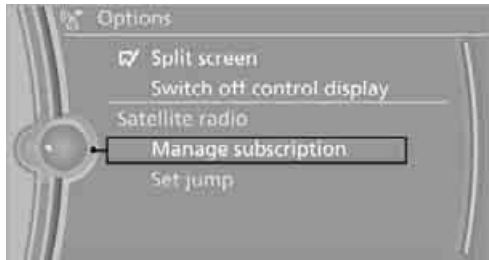 Options
Split screen
Switch off control display
Satellite radio
Manage subscription
Set jump